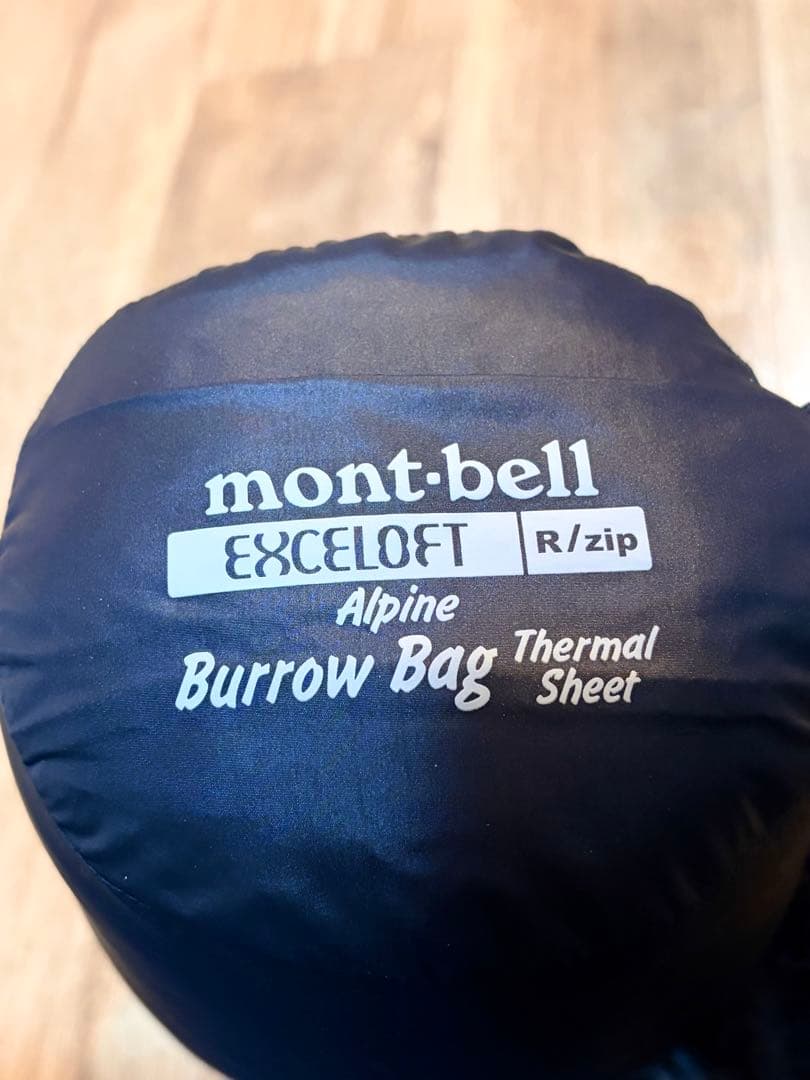 mont·bell
EXCELOFT R/zip
Alpine
Burrow Bag Thermal
Sheet